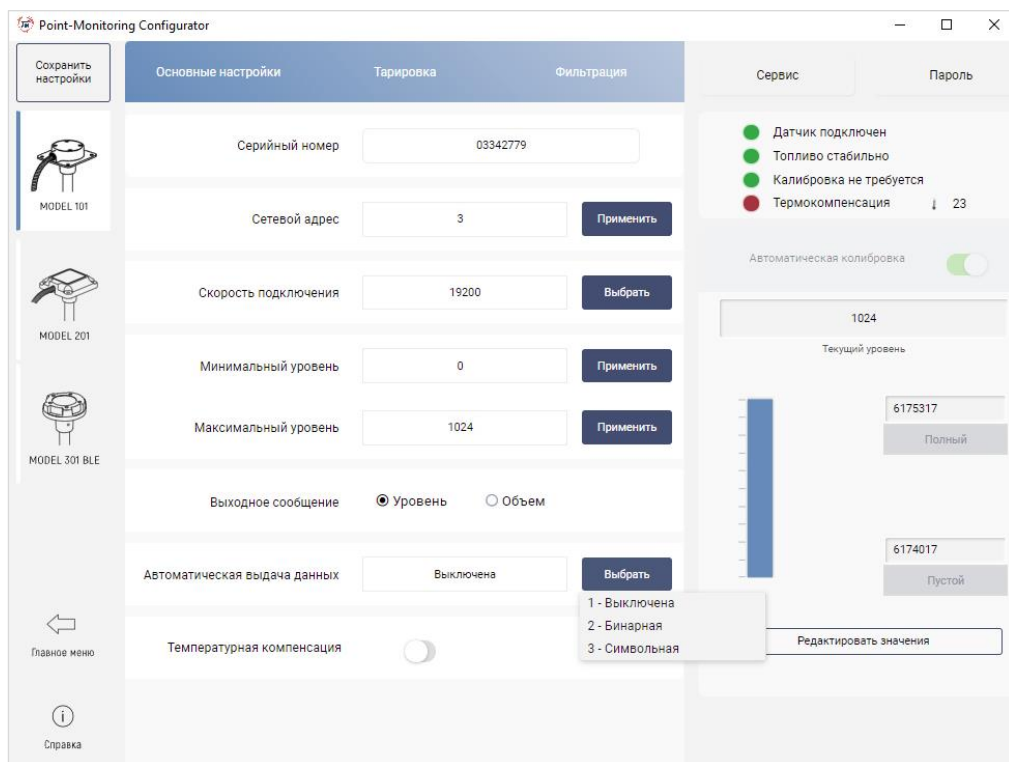 Point-Monitoring Configurator
Сохранить настройки
Основные настройки
Тарировка
Фильтрация
Сервис
Пароль
MODEL 101
MODEL 201
MODEL 301 BLE
Главное меню
Справка
Серийный номер
03342779
Сетевой адрес
3
Применить
Скорость подключения
19200
Выбрать
Минимальный уровень
0
Применить
Максимальный уровень
1024
Применить
Выходное сообщение
Уровень
Объем
Автоматическая выдача данных
Выключена
Выбрать
1 - Выключена
2 - Бинарная
3 - Символьная
Температурная компенсация
Датчик подключен
Топливо стабильно
Калибровка не требуется
Термокомпенсация
23
Автоматическая колибровка
1024
Текущий уровень
6175317
Полный
6174017
Пустой
Редактировать значения